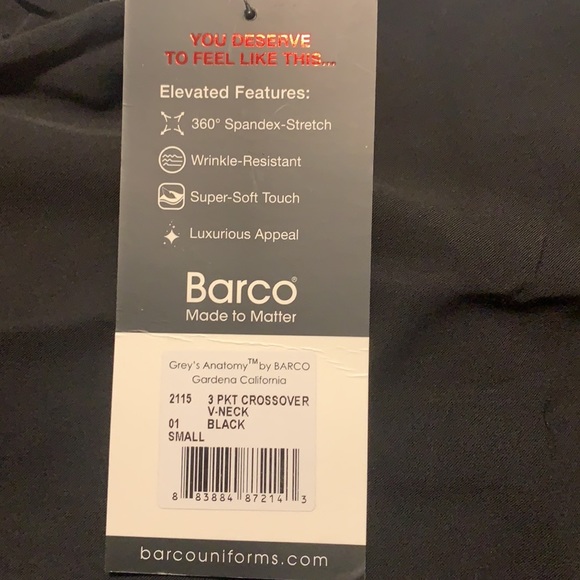 YOU DESERVE
TO FEEL LIKE THIS...
Elevated Features:
360° Spandex-Stretch
Wrinkle-Resistant
Super-Soft Touch
Luxurious Appeal
Barco®
Made to Matter
Grey's Anatomy™ by BARCO
Gardena California
2115 3 PKT CROSSOVER
V-NECK
01 BLACK
SMALL
8 83884 87214 3
barcouniforms.com